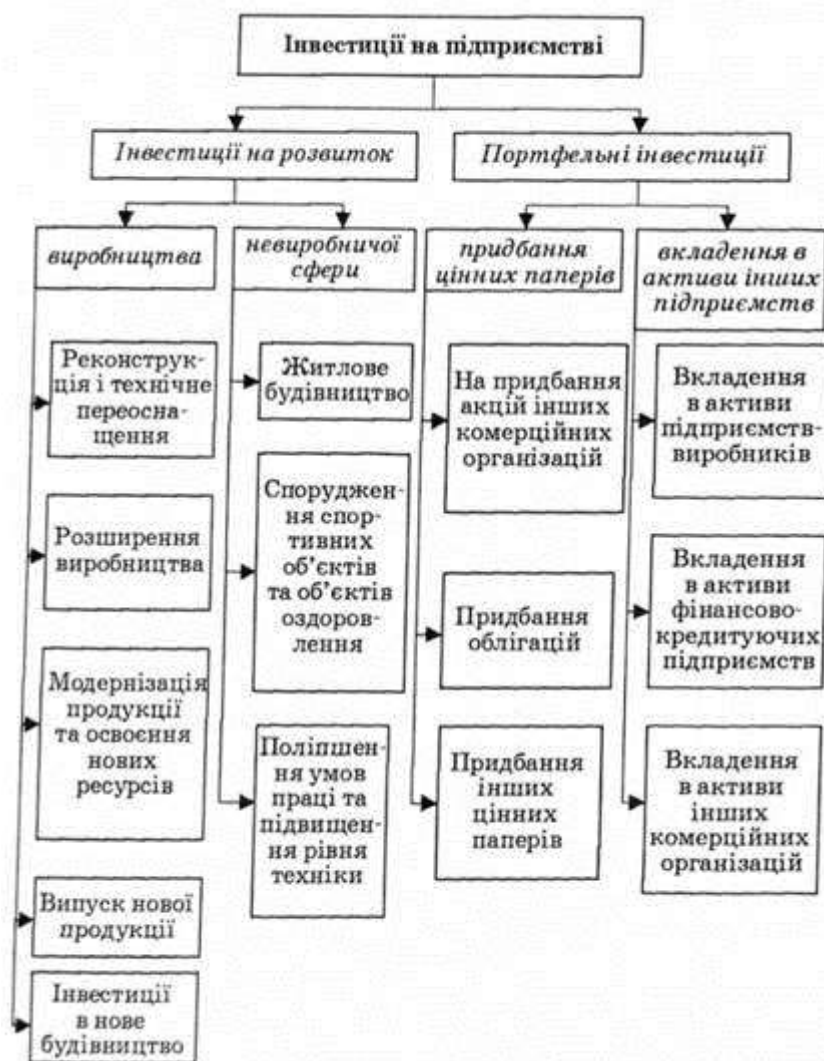 Інвестиції на підприємстві
Інвестиції на розвиток
Портфельні інвестиції
виробництва
невиробничої
сфери
придбання
цінних паперів
вкладення в
активи інших
підприємств
Реконструк-
ція і технічне
переосна-
щення
Розширення
виробництва
Модернізація
продукції
та освоєння
нових
ресурсів
Випуск нової
продукції
Інвестиції
в нове
будівництво
Житлове
будівництво
Спорудженн-
ня спор-
тивних
об’єктів
та об’єктів
оздоров-
лення
Поліпшен-
ня умов
праці та
підвищен-
ня рівня
техніки
На придбання
акцій інших
комерційних
організацій
Придбання
облігацій
Придбання
інших
цінних
паперів
Вкладення
в активи
підприємств-
виробників
Вкладення
в активи
фінансово-
кредитуючих
підприємств
Вкладення
в активи
інших
комерційних
організацій